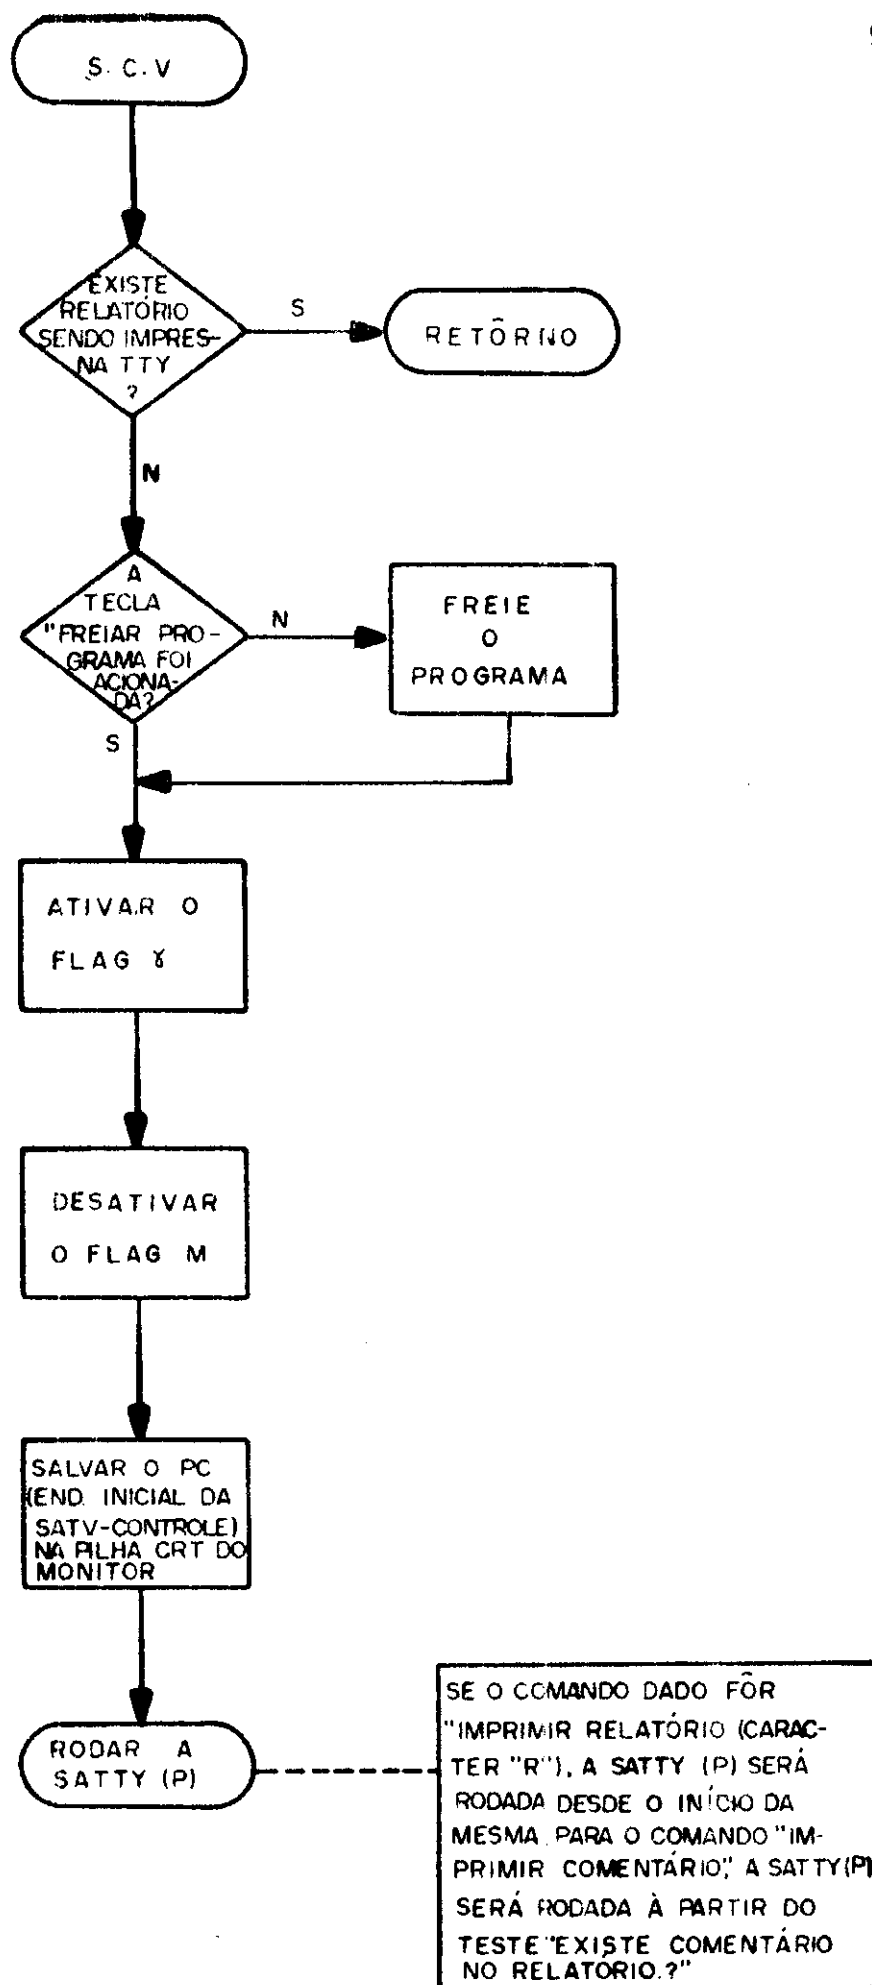 S. C. V
EXISTE
RELATÓRIO
SENDO IMPRES-
NA TTY
?
S
RETÔRNO
N
A
TECLA
"FREIAR PRO-
GRAMA FOI
ACIONA-
DA?
N
FREIE
O
PROGRAMA
S
ATIVAR O
FLAG ɣ
DESATIVAR
O FLAG M
SALVAR O PC
(END. INICIAL DA
SATV-CONTROLE)
NA PILHA CRT DO
MONITOR
RODAR A
SATTY (P)
SE O COMANDO DADO FÔR
"IMPRIMIR RELATÓRIO (CARAC-
TER "R"), A SATTY (P) SERÁ
RODADA DESDE O INÍCIO DA
MESMA. PARA O COMANDO "IM-
PRIMIR COMENTÁRIO," A SATTY(P)
SERÁ RODADA À PARTIR DO
TESTE "EXISTE COMENTÁRIO
NO RELATÓRIO.?"